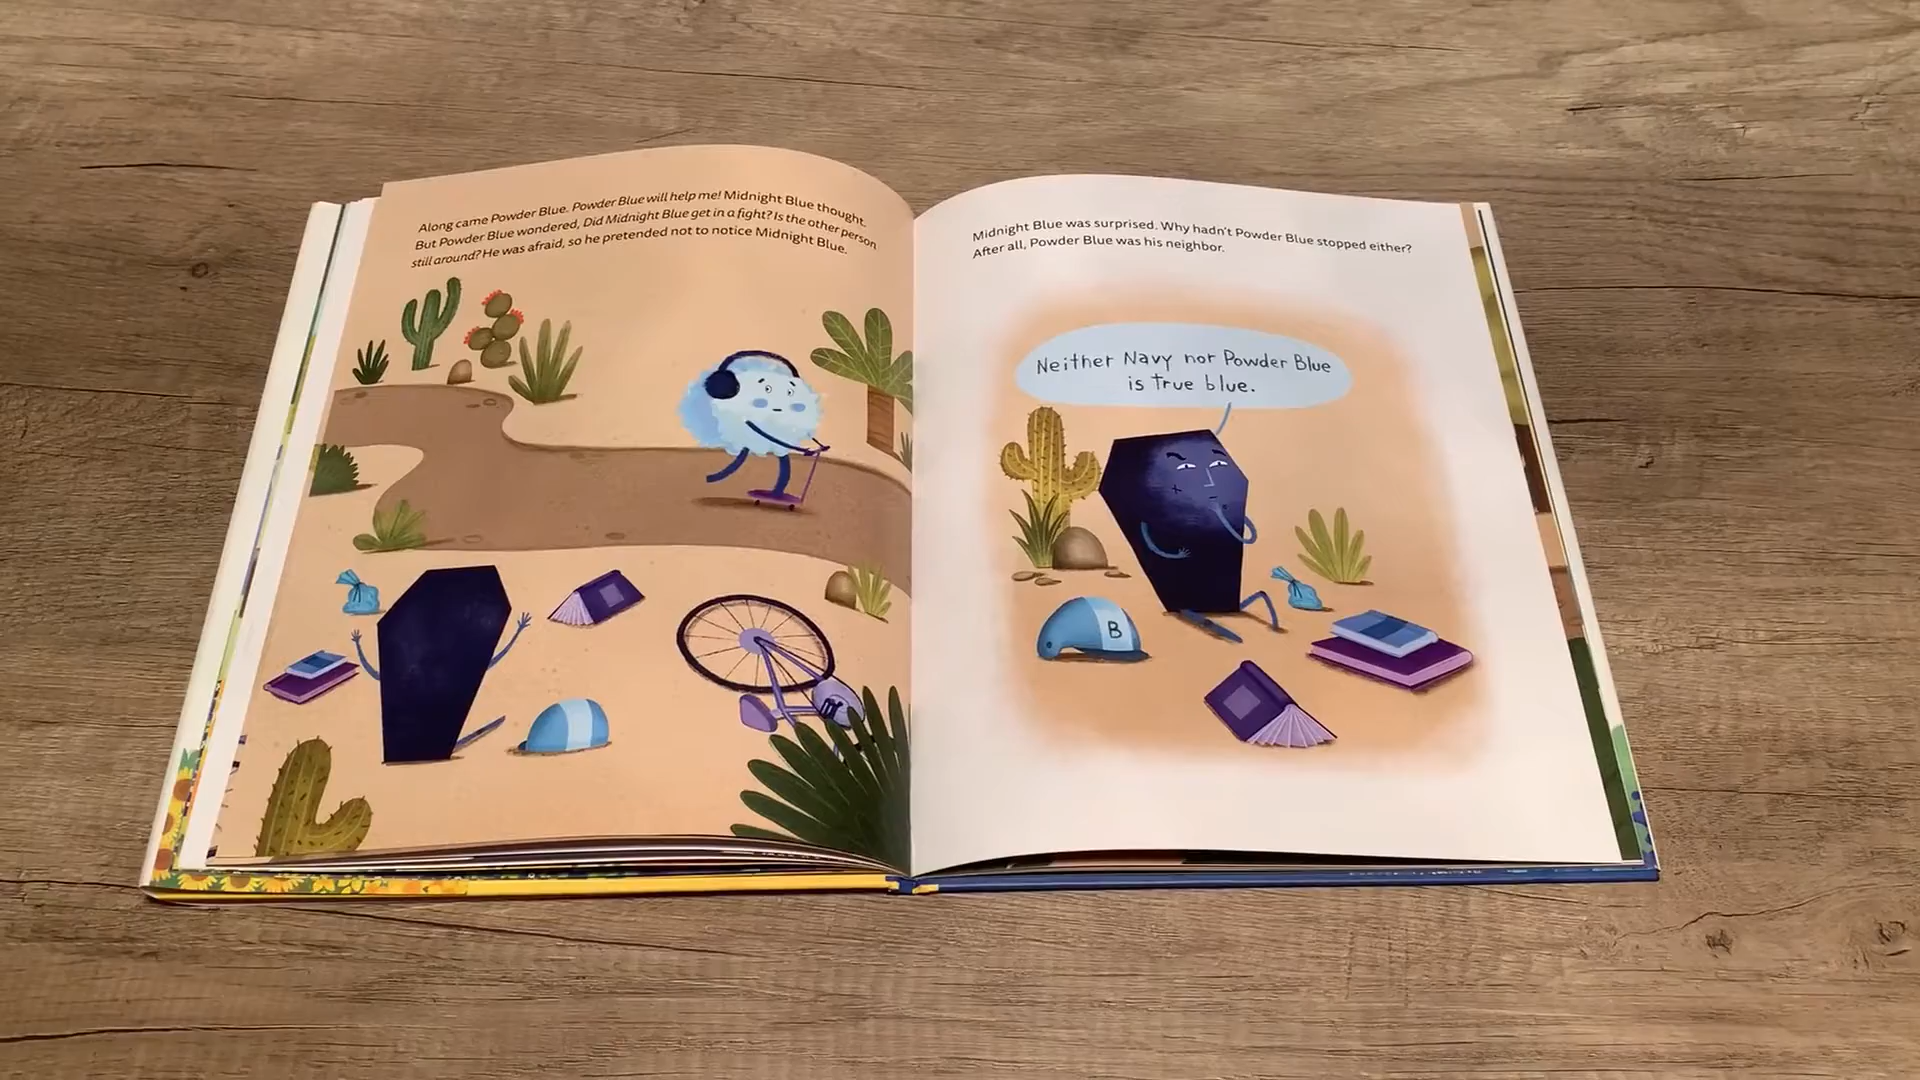 Along came Powder Blue. Powder Blue will help me! Midnight Blue thought.
But Powder Blue wondered, Did Midnight Blue get in a fight? Is the other person
still around? He was afraid, so he pretended not to notice Midnight Blue.
Midnight Blue was surprised. Why hadn't Powder Blue stopped either?
After all, Powder Blue was his neighbor.
Neither Navy nor Powder Blue
is true blue.
B